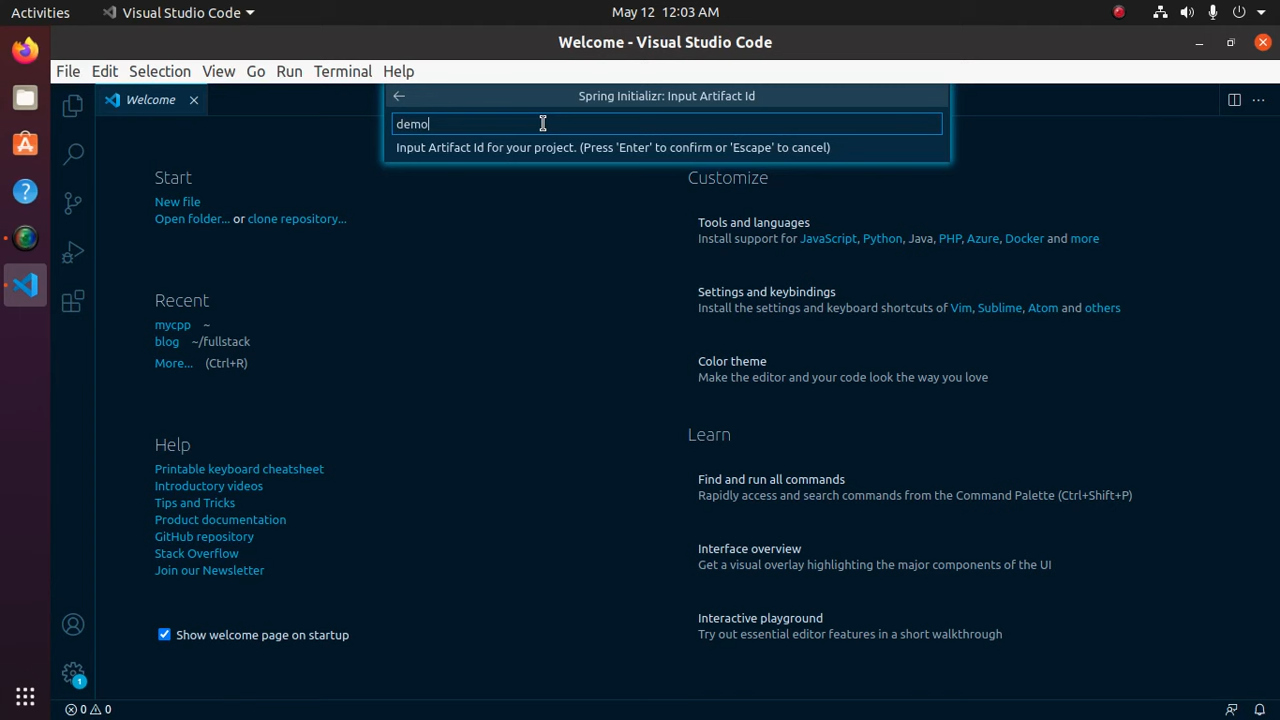 Activities
Visual Studio Code
May 12 12:03 AM
Welcome - Visual Studio Code
File Edit Selection View Go Run Terminal Help
Welcome
Spring Initializr: Input Artifact Id
demo
Input Artifact Id for your project. (Press 'Enter' to confirm or 'Escape' to cancel)
Start
New file
Open folder... or clone repository...
Recent
mycpp ~
blog ~/fullstack
More... (Ctrl+R)
Help
Printable keyboard cheatsheet
Introductory videos
Tips and Tricks
Product documentation
GitHub repository
Stack Overflow
Join our Newsletter
Show welcome page on startup
Customize
Tools and languages
Install support for JavaScript, Python, Java, PHP, Azure, Docker and more
Settings and keybindings
Install the settings and keyboard shortcuts of Vim, Sublime, Atom and others
Color theme
Make the editor and your code look the way you love
Learn
Find and run all commands
Rapidly access and search commands from the Command Palette (Ctrl+Shift+P)
Interface overview
Get a visual overlay highlighting the major components of the UI
Interactive playground
Try out essential editor features in a short walkthrough
1
0 0